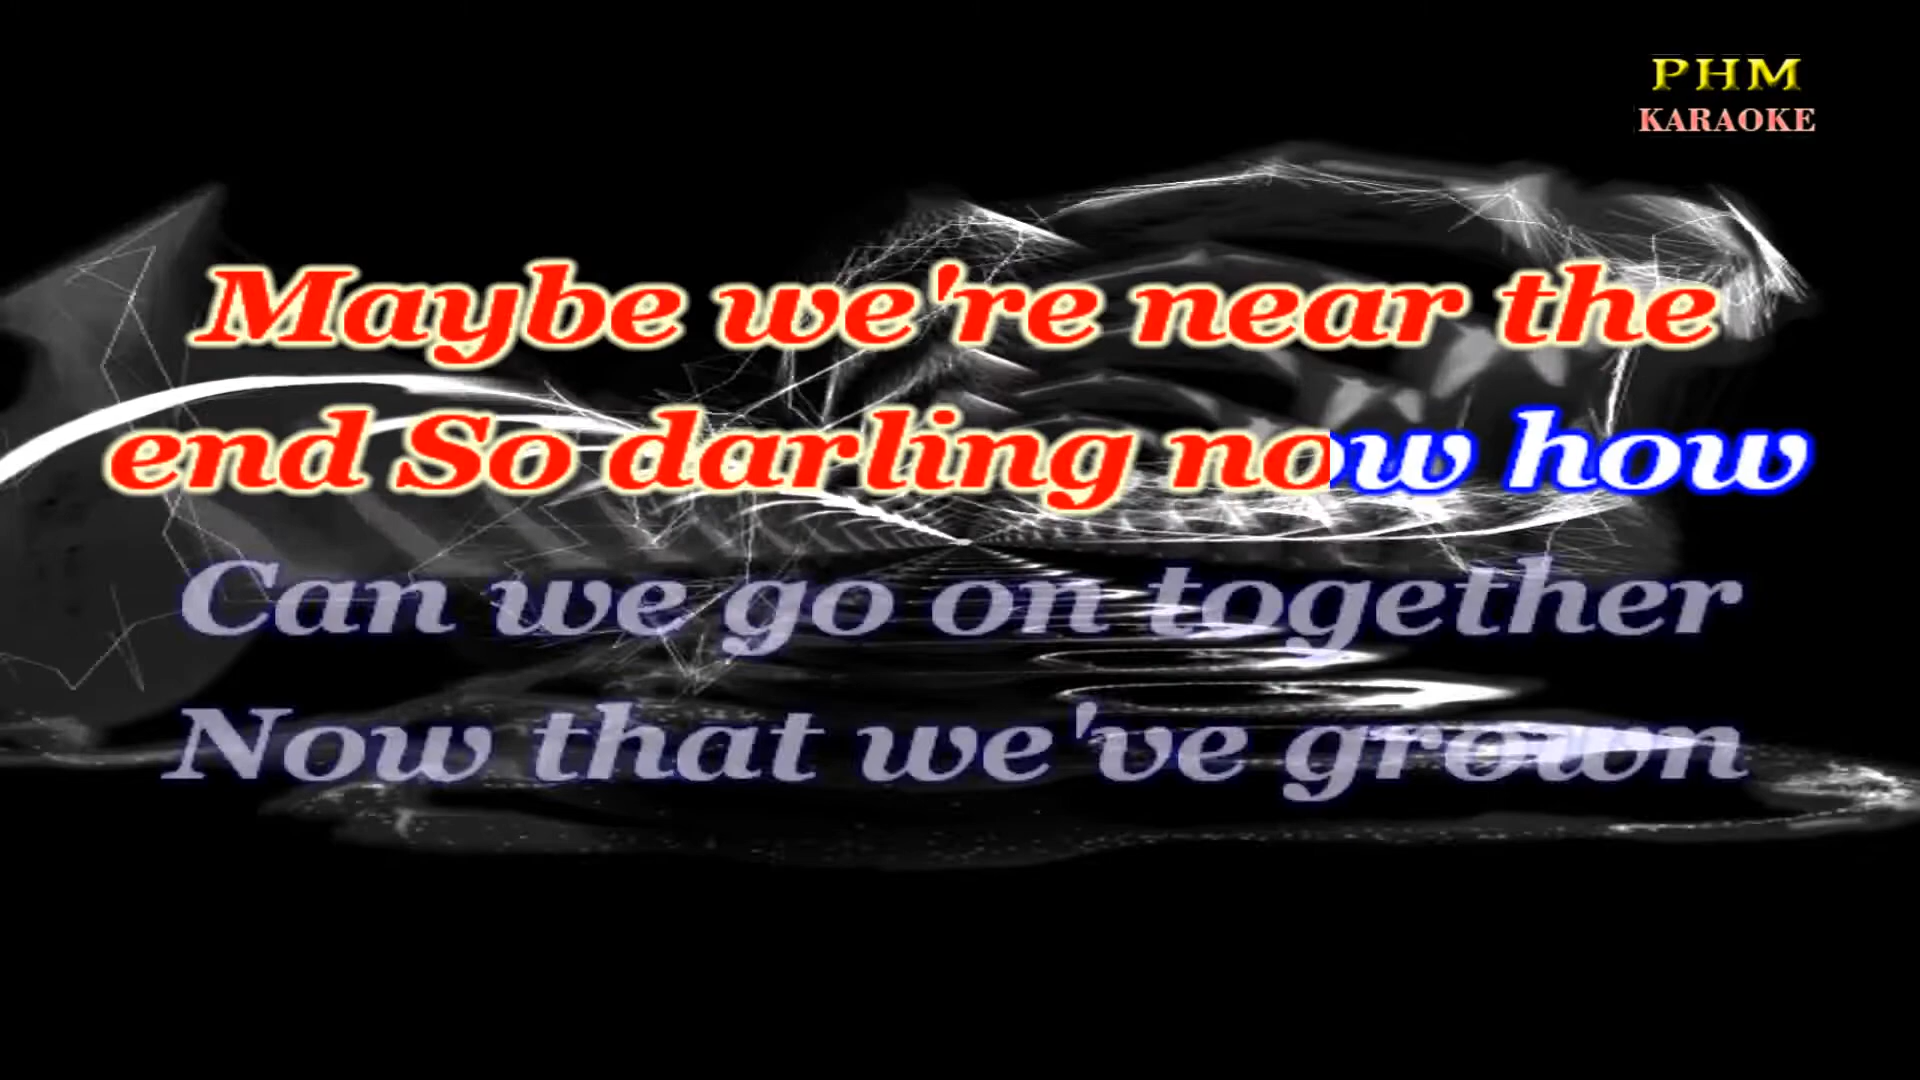 PHM
KARAOKE
Maybe we're near the
end So darling now how
Can we go on together
Now that we've grown